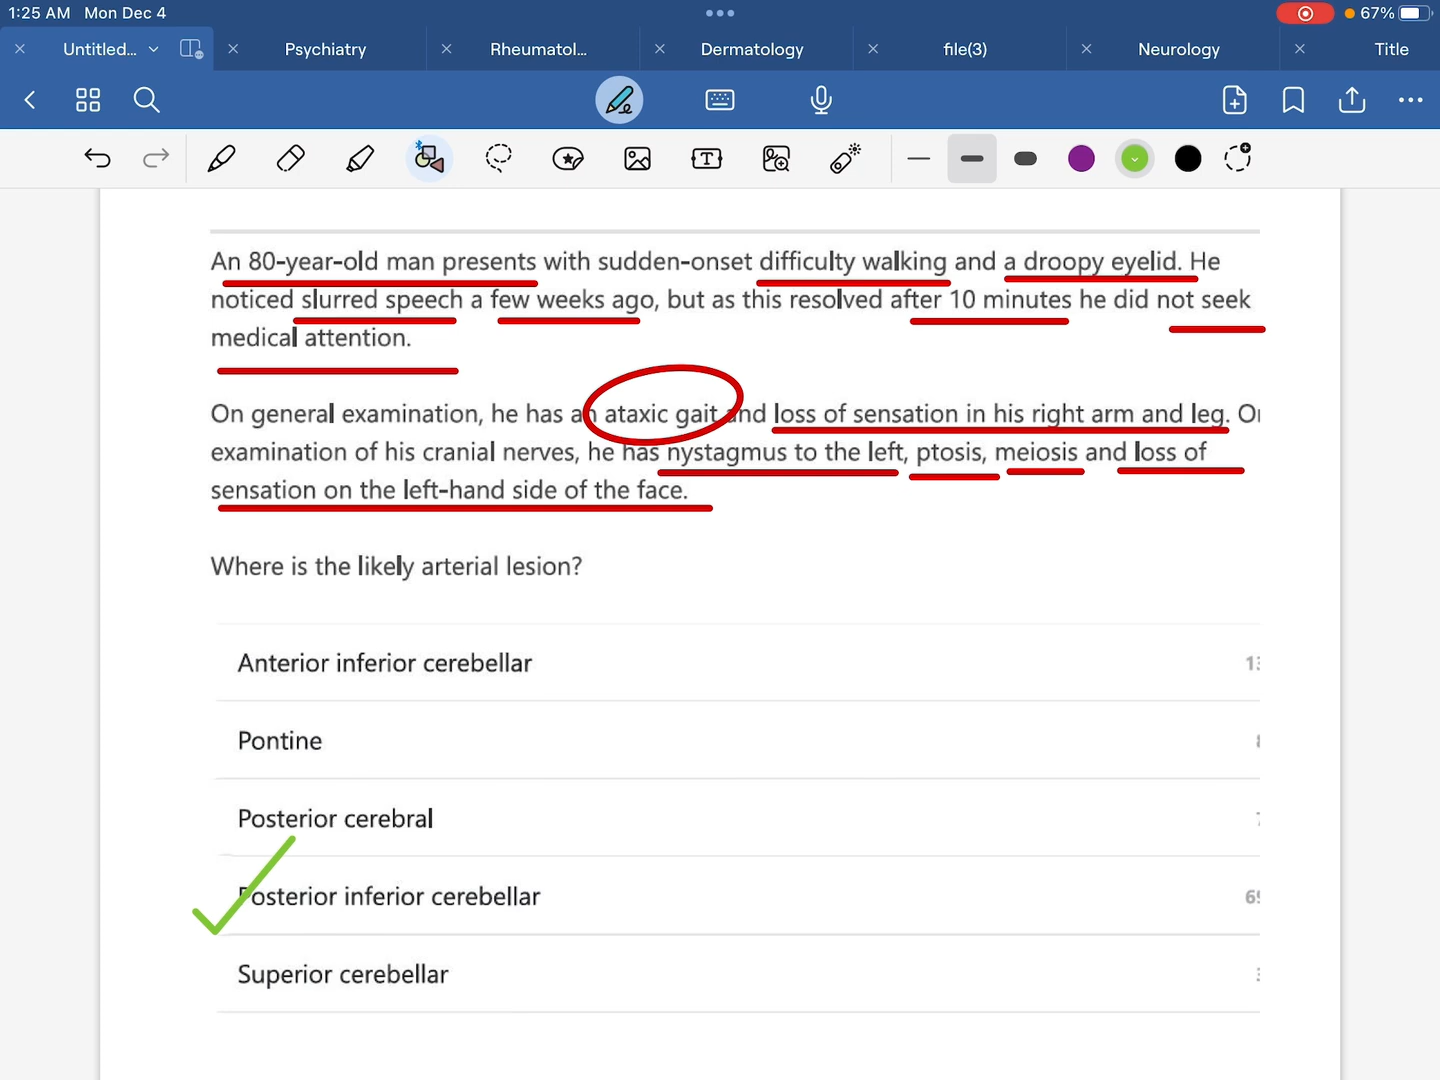 1:25 AM Mon Dec 4
67%
Untitled... Psychiatry Rheumatol... Dermatology file(3) Neurology Title
An 80-year-old man presents with sudden-onset difficulty walking and a droopy eyelid. He
noticed slurred speech a few weeks ago, but as this resolved after 10 minutes he did not seek
medical attention.
On general examination, he has an ataxic gait and loss of sensation in his right arm and leg.
examination of his cranial nerves, he has nystagmus to the left, ptosis, meiosis and loss of
sensation on the left-hand side of the face.
Where is the likely arterial lesion?
Anterior inferior cerebellar
Pontine
Posterior cerebral
Posterior inferior cerebellar
Superior cerebellar